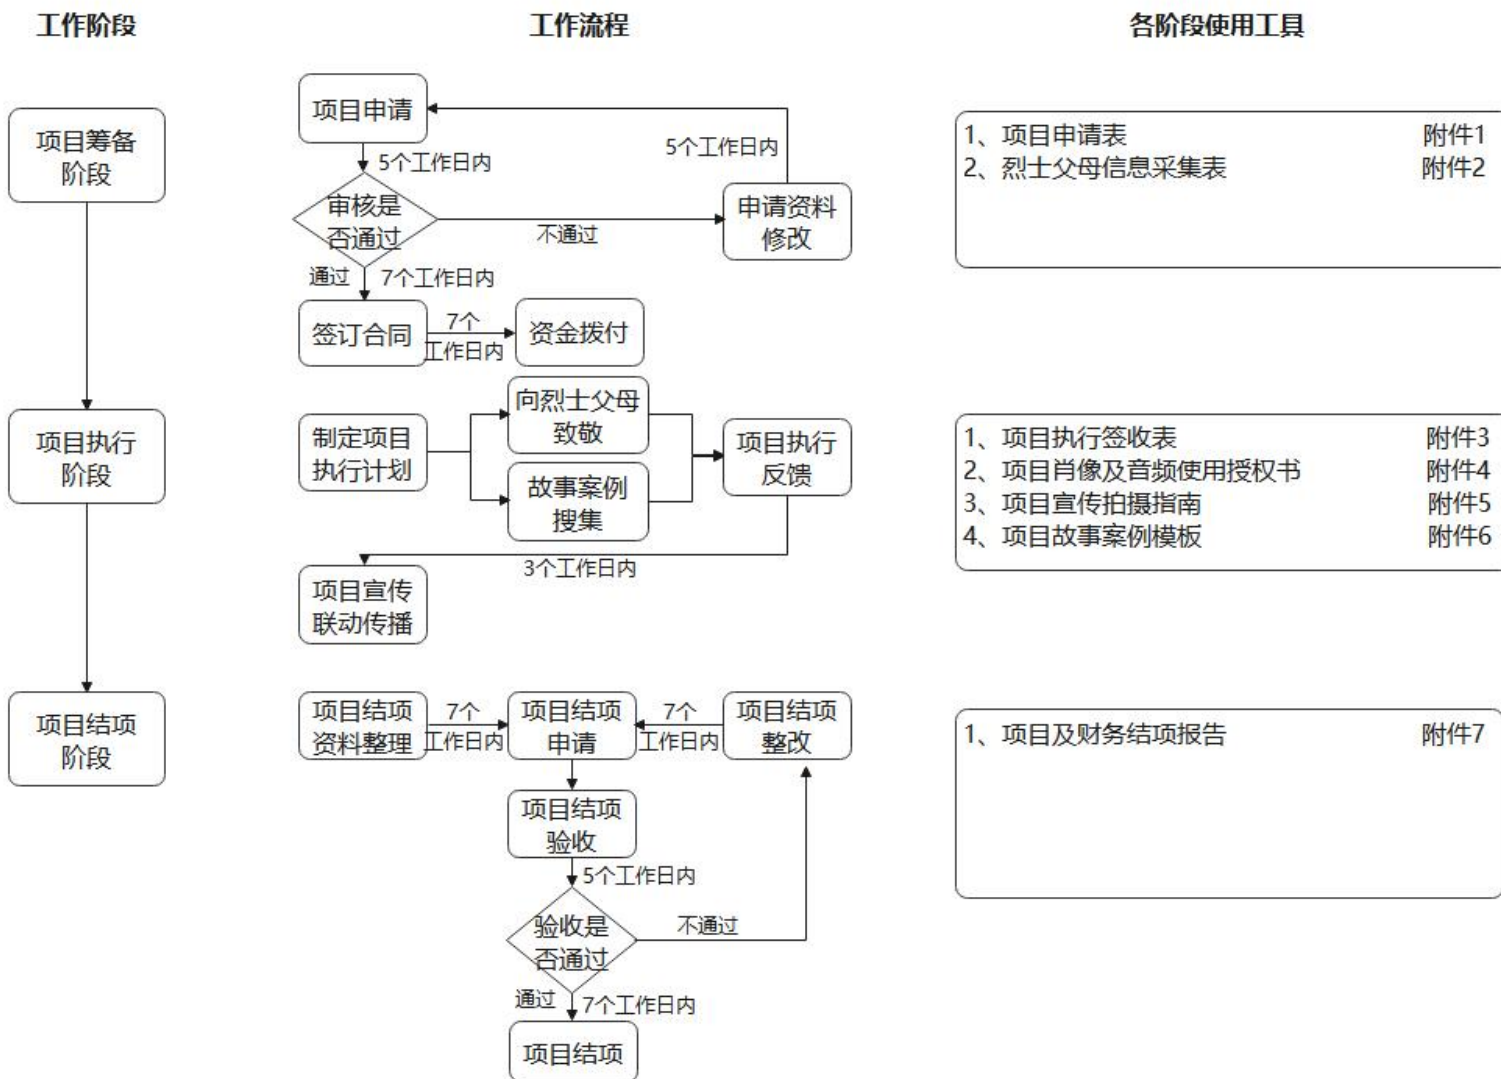 工作阶段
工作流程
各阶段使用工具
项目筹备
阶段
项目申请
5个工作日内
5个工作日内
审核是
否通过
不通过
申请资料
修改
通过
7个工作日内
签订合同
7个
工作日内
资金拨付
1、项目申请表 附件1
2、烈士父母信息采集表 附件2
项目执行
阶段
制定项目
执行计划
向烈士父母
致敬
故事案例
搜集
项目执行
反馈
3个工作日内
项目宣传
联动传播
1、项目执行签收表 附件3
2、项目肖像及音频使用授权书 附件4
3、项目宣传拍摄指南 附件5
4、项目故事案例模板 附件6
项目结项
阶段
项目结项
资料整理
7个
工作日内
项目结项
申请
7个
工作日内
项目结项
整改
项目结项
验收
5个工作日内
验收是
否通过
不通过
通过
7个工作日内
项目结项
1、项目及财务结项报告 附件7